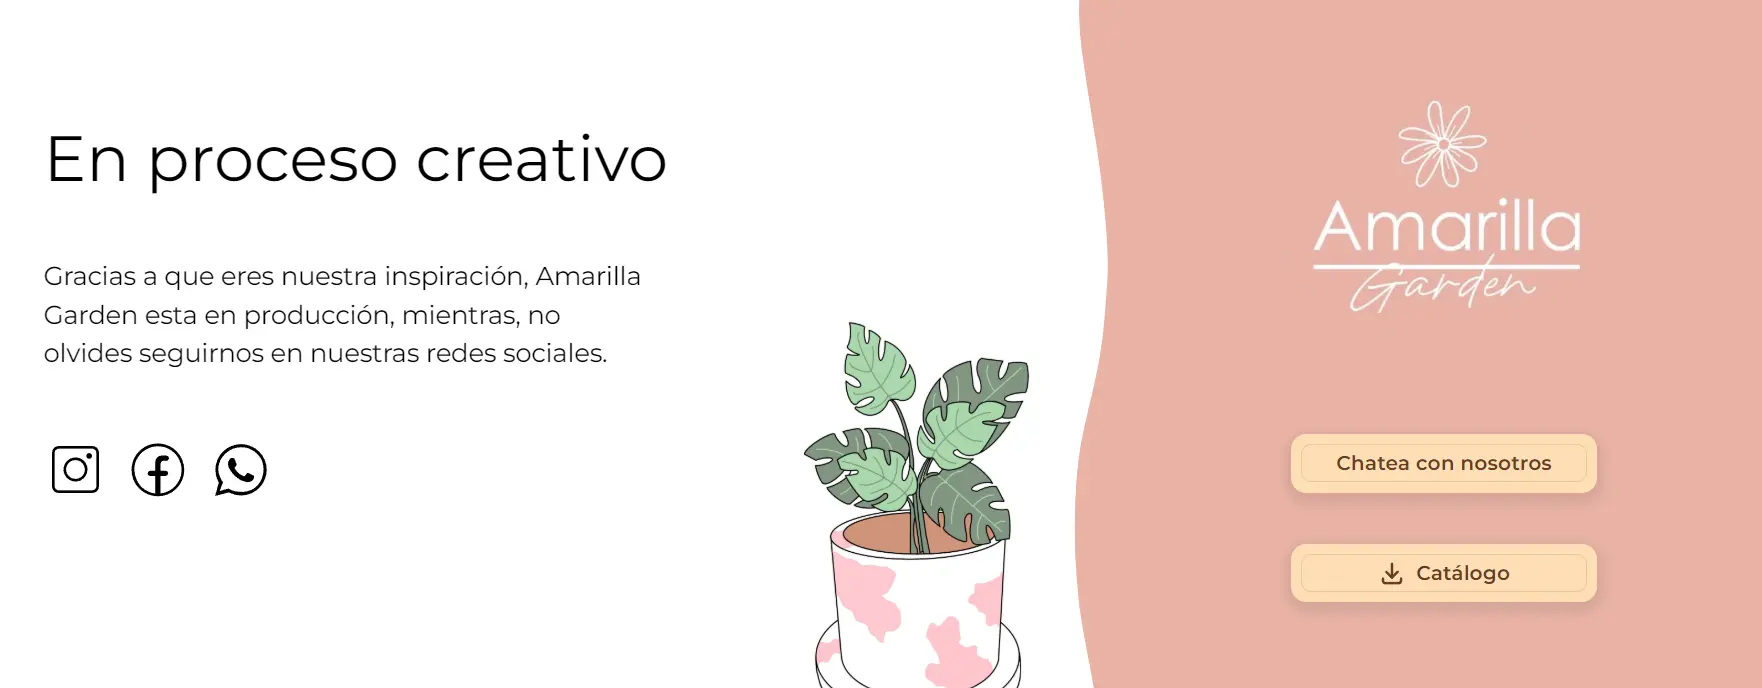 En proceso creativo
Gracias a que eres nuestra inspiración, Amarilla
Garden esta en producción, mientras, no
olvides seguirnos en nuestras redes sociales.
Amarilla
Garden
Chatea con nosotros
Catálogo